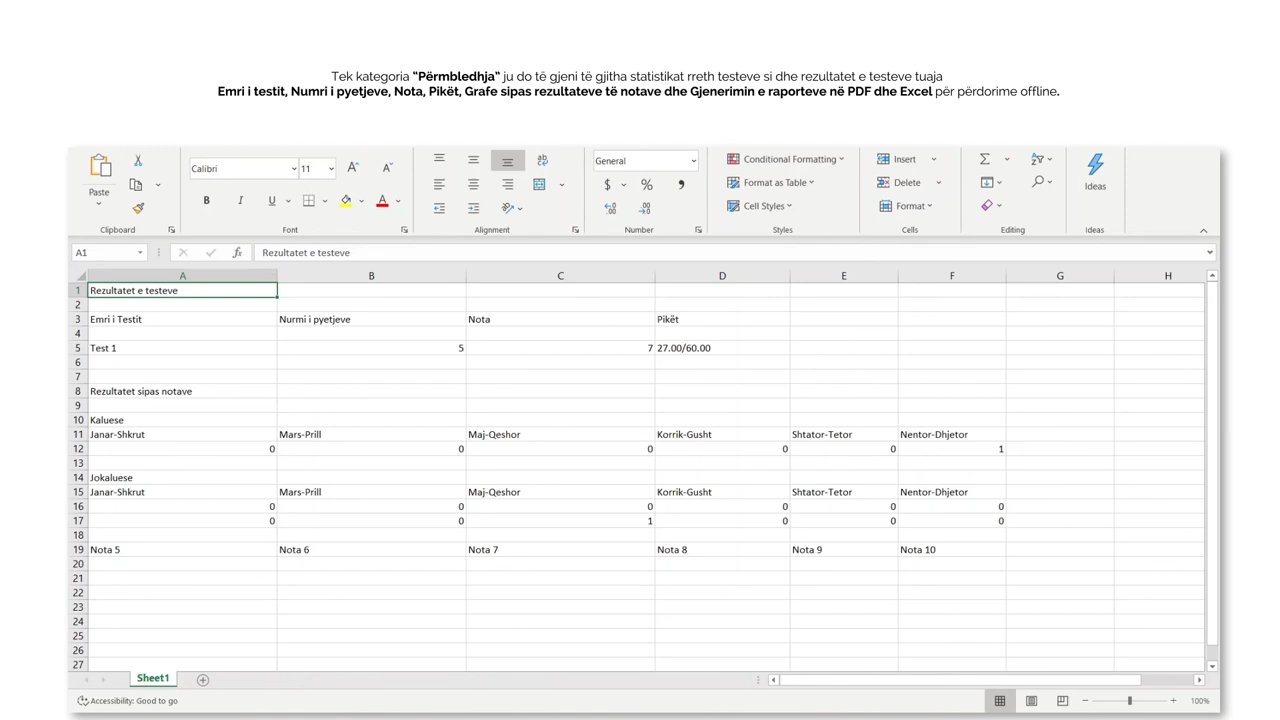 Tek kategoria “Përmbledhja” ju do të gjeni të gjitha statistikat rreth testeve si dhe rezultatet e testeve tuaja
Emri i testit, Numri i pyetjeve, Nota, Pikët, Grafe sipas rezultateve të notave dhe Gjenerimin e raporteve në PDF dhe Excel për përdorime offline.
Calibri 11 General Conditional Formatting Insert
Paste $ % Format as Table Delete Ideas
B I U A Cell Styles Format
Clipboard Font Alignment Number Styles Cells Editing Ideas
A1 fx Rezultatet e testeve
A B C D E F G H
1 Rezultatet e testeve
2
3 Emri i Testit Nurmi i pyetjeve Nota Pikët
4
5 Test 1 5 7 27.00/60.00
6
7
8 Rezultatet sipas notave
9
10 Kaluese
11 Janar-Shkrut Mars-Prill Maj-Qeshor Korrik-Gusht Shtator-Tetor Nentor-Dhjetor
12 0 0 0 0 0 1
13
14 Jokaluese
15 Janar-Shkrut Mars-Prill Maj-Qeshor Korrik-Gusht Shtator-Tetor Nentor-Dhjetor
16 0 0 0 0 0 0
17 0 0 1 0 0 0
18
19 Nota 5 Nota 6 Nota 7 Nota 8 Nota 9 Nota 10
20
21
22
23
24
25
26
27
Sheet1
Accessibility: Good to go 100%